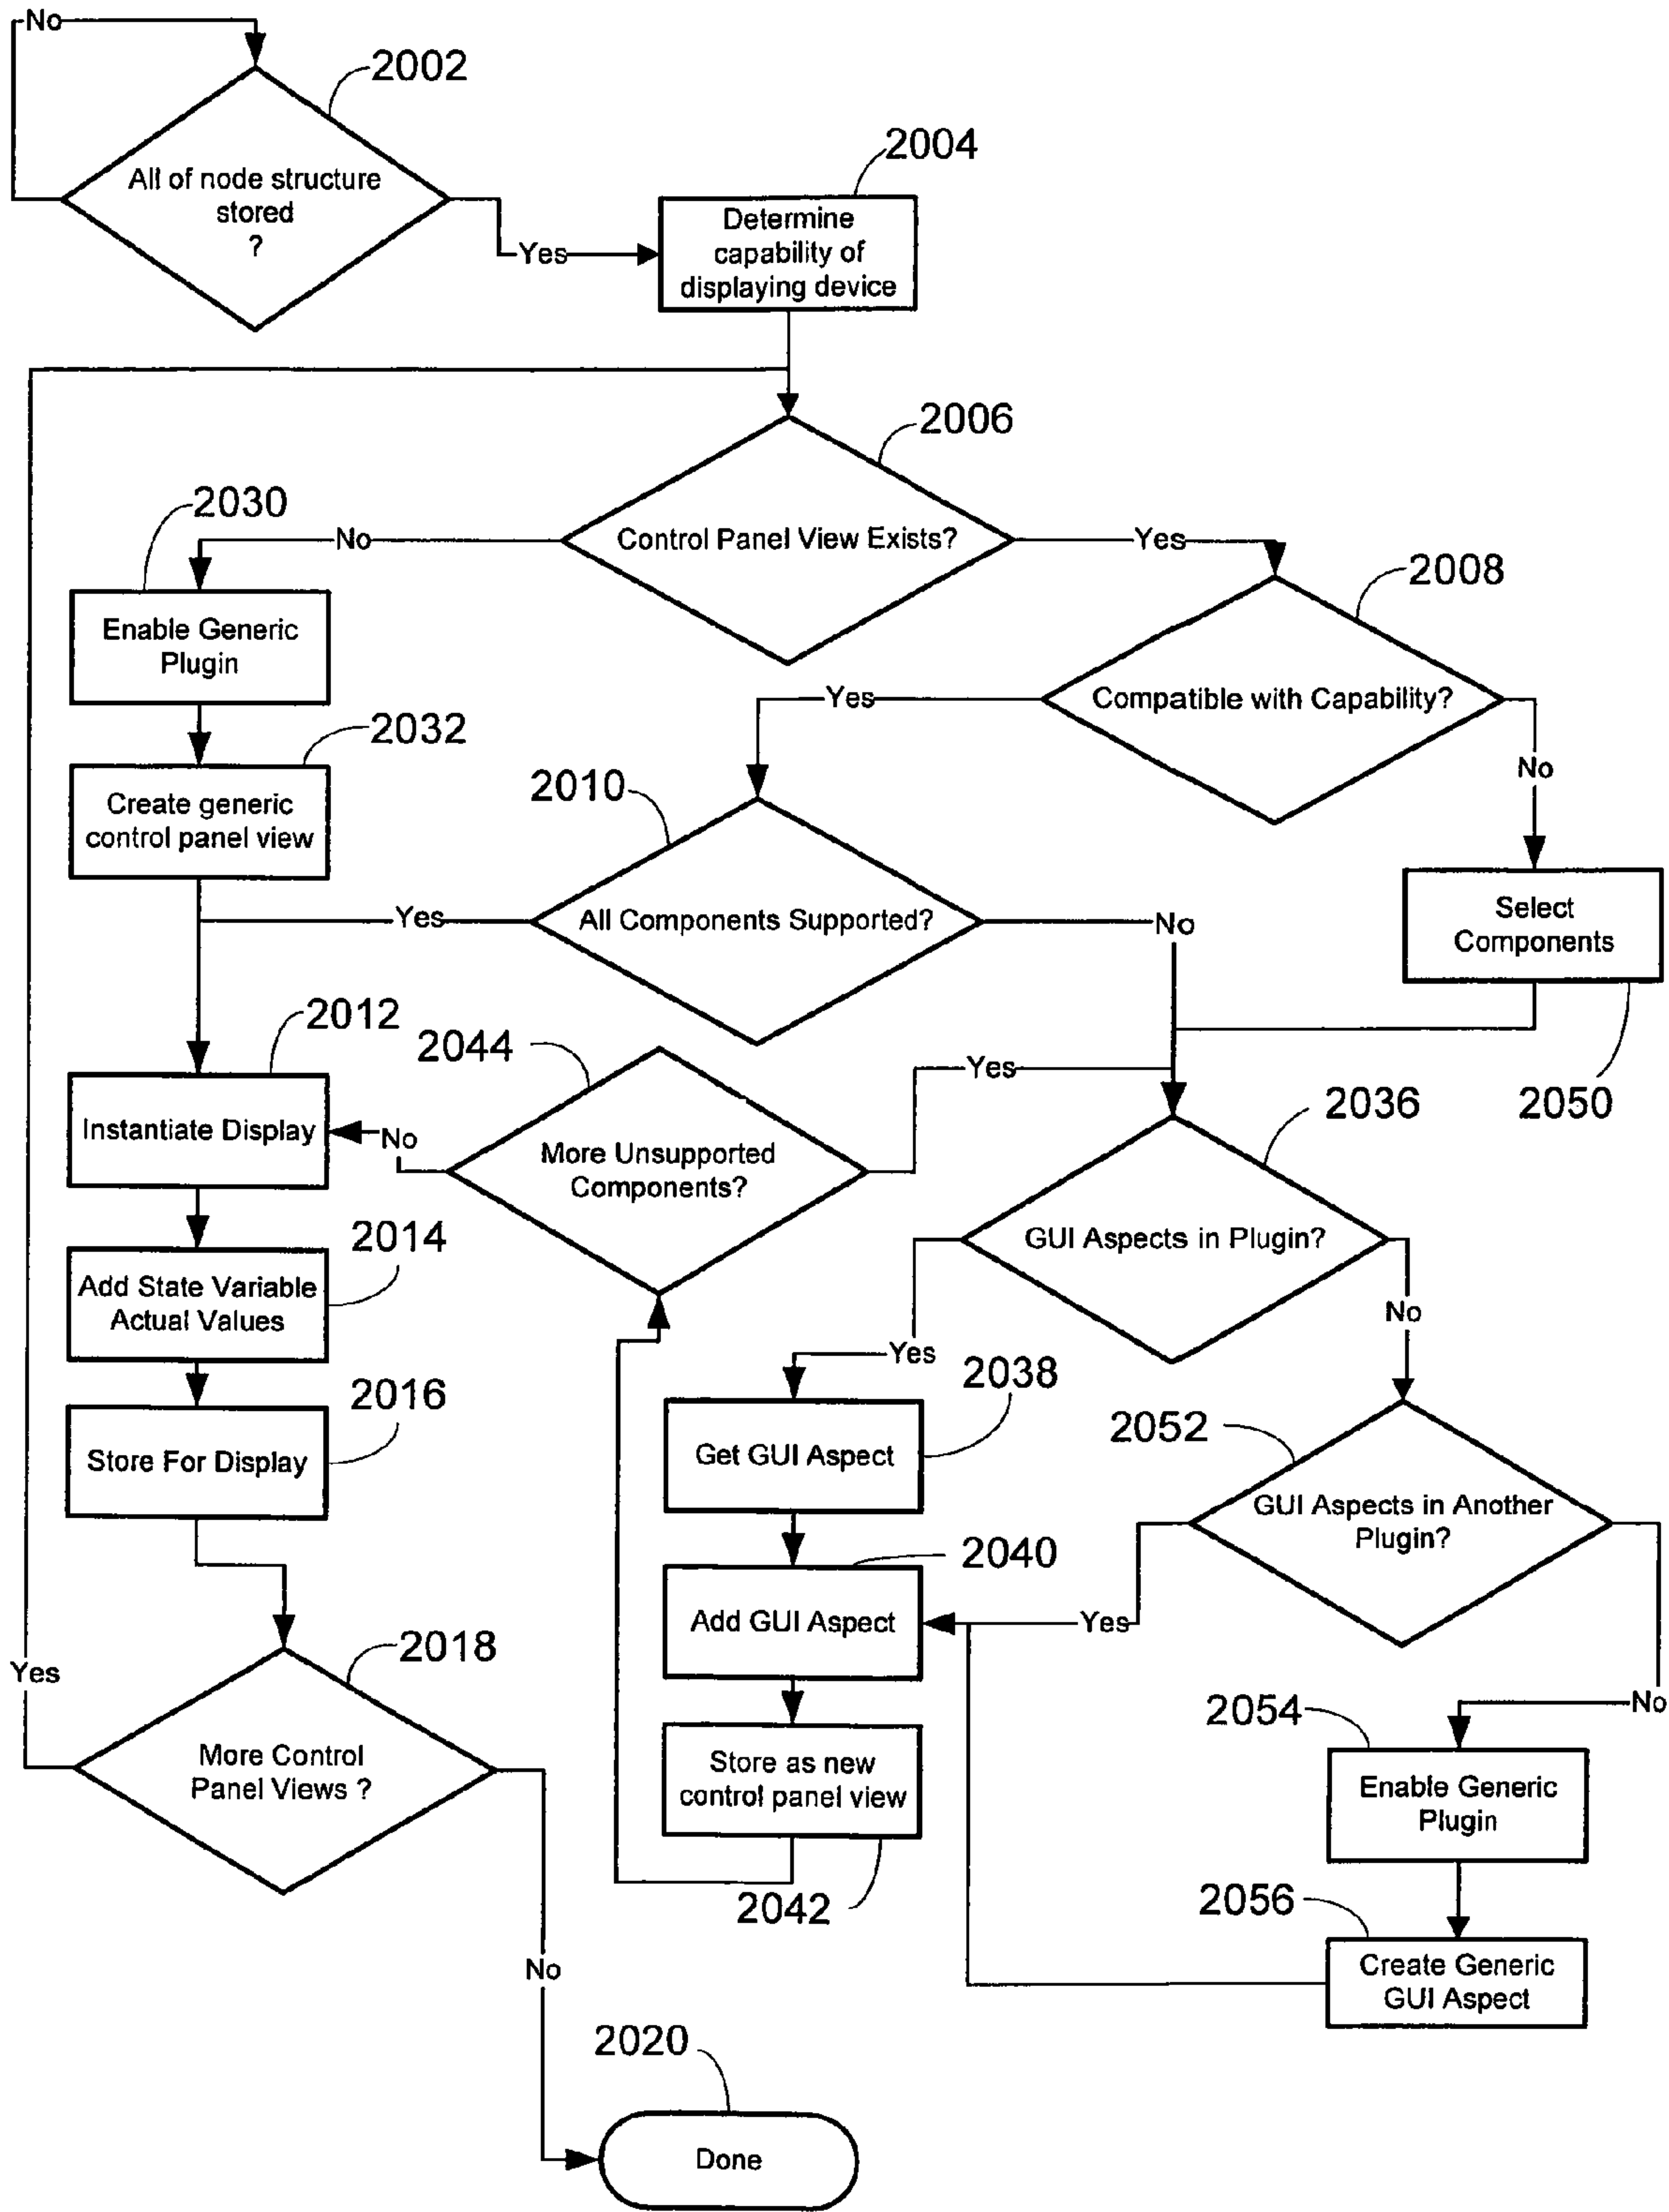 No
2002
All of node structure
stored
?
Yes
2004
Determine
capability of
displaying device
2006
Control Panel View Exists?
No
Yes
2030
Enable Generic
Plugin
2008
Compatible with Capability?
Yes
No
2032
Create generic
control panel view
2010
All Components Supported?
Yes
No
Select
Components
2050
2012
Instantiate Display
2044
More Unsupported
Components?
No
Yes
2036
GUI Aspects in Plugin?
Yes
No
2014
Add State Variable
Actual Values
2016
Store For Display
2038
Get GUI Aspect
2052
GUI Aspects in Another
Plugin?
Yes
No
2040
Add GUI Aspect
2018
More Control
Panel Views ?
Yes
No
Store as new
control panel view
2042
2054
Enable Generic
Plugin
2056
Create Generic
GUI Aspect
2020
Done